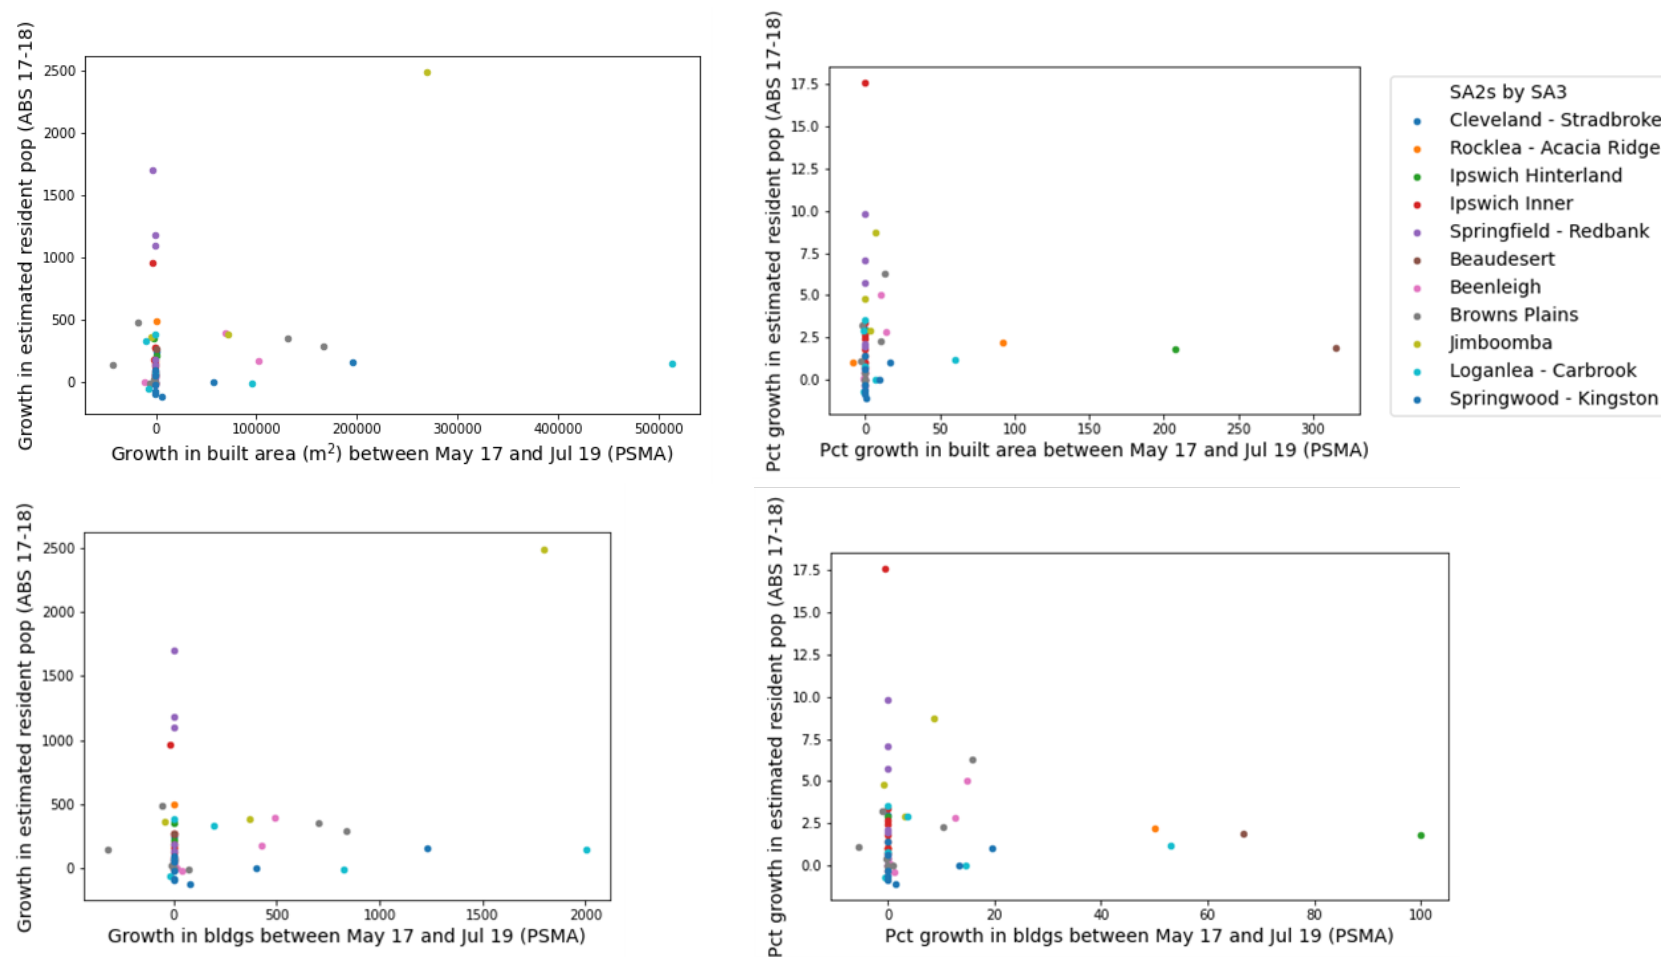 Growth in estimated resident pop (ABS 17-18)
2500
2000
1500
1000
500
0
0
100000
200000
300000
400000
500000
Growth in built area (m²) between May 17 and Jul 19 (PSMA)
Pct growth in estimated resident pop (ABS 17-18)
17.5
15.0
12.5
10.0
7.5
5.0
2.5
0.0
0
50
100
150
200
250
300
Pct growth in built area between May 17 and Jul 19 (PSMA)
SA2s by SA3
Cleveland - Stradbroke
Rocklea - Acacia Ridge
Ipswich Hinterland
Ipswich Inner
Springfield - Redbank
Beaudesert
Beenleigh
Browns Plains
Jimboomba
Loganlea - Carbrook
Springwood - Kingston
Growth in estimated resident pop (ABS 17-18)
2500
2000
1500
1000
500
0
0
500
1000
1500
2000
Growth in bldgs between May 17 and Jul 19 (PSMA)
Pct growth in estimated resident pop (ABS 17-18)
17.5
15.0
12.5
10.0
7.5
5.0
2.5
0.0
0
20
40
60
80
100
Pct growth in bldgs between May 17 and Jul 19 (PSMA)